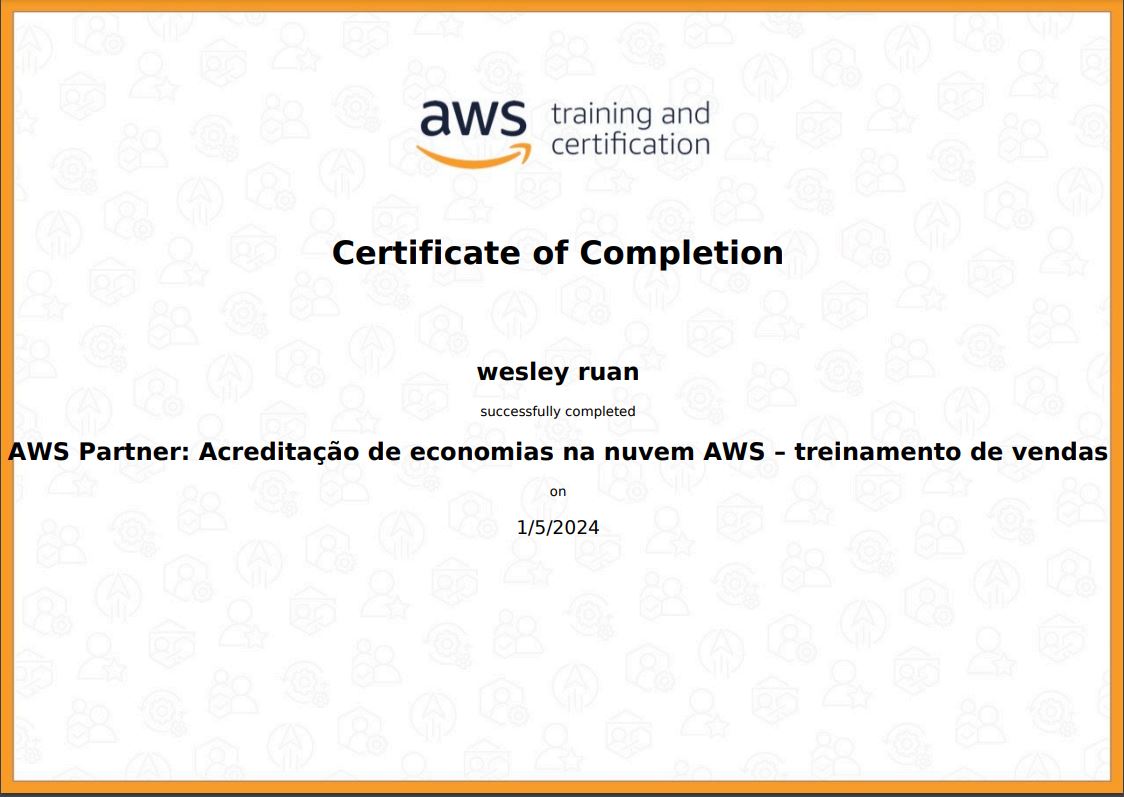 aws training and
certification
Certificate of Completion
wesley ruan
successfully completed
AWS Partner: Acreditação de economias na nuvem AWS – treinamento de vendas
on
1/5/2024